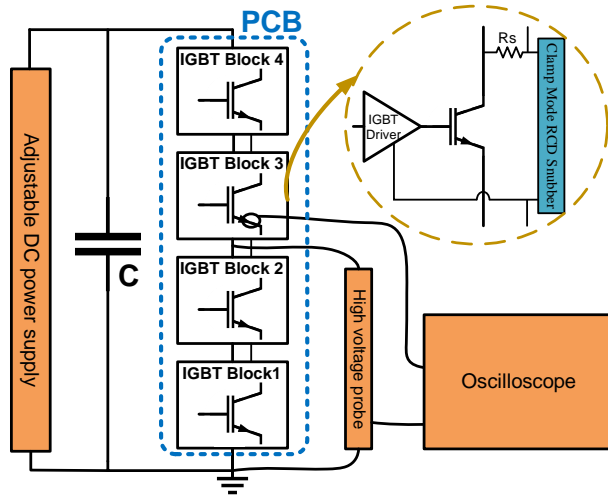 PCB
IGBT Block 4
IGBT Block 3
IGBT Block 2
IGBT Block1
Adjustable DC power supply
C
Rs
IGBT
Driver
Clamp Mode RCD Snubber
High voltage probe
Oscilloscope